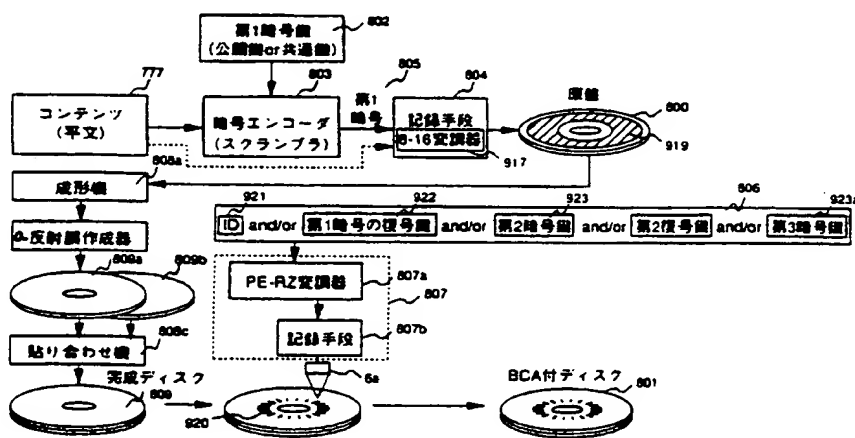 802
第1暗号鍵
(公開鍵or共通鍵)
777
803
805
804
コンテンツ
(平文)
暗号エンコーダ
(スクランブラ)
第1
暗号
記録手段
8-16変調器
917
原盤
800
919
808a
成形機
反射膜作成器
809a
809b
808c
貼り合わせ機
完成ディスク
809
921
922
923
806
923a
ID and/or 第1暗号の復号鍵 and/or 第2暗号鍵 and/or 第2復号鍵 and/or 第3暗号鍵
PE-RZ変調器
807a
807
記録手段
807b
6a
920
BCA付ディスク
801